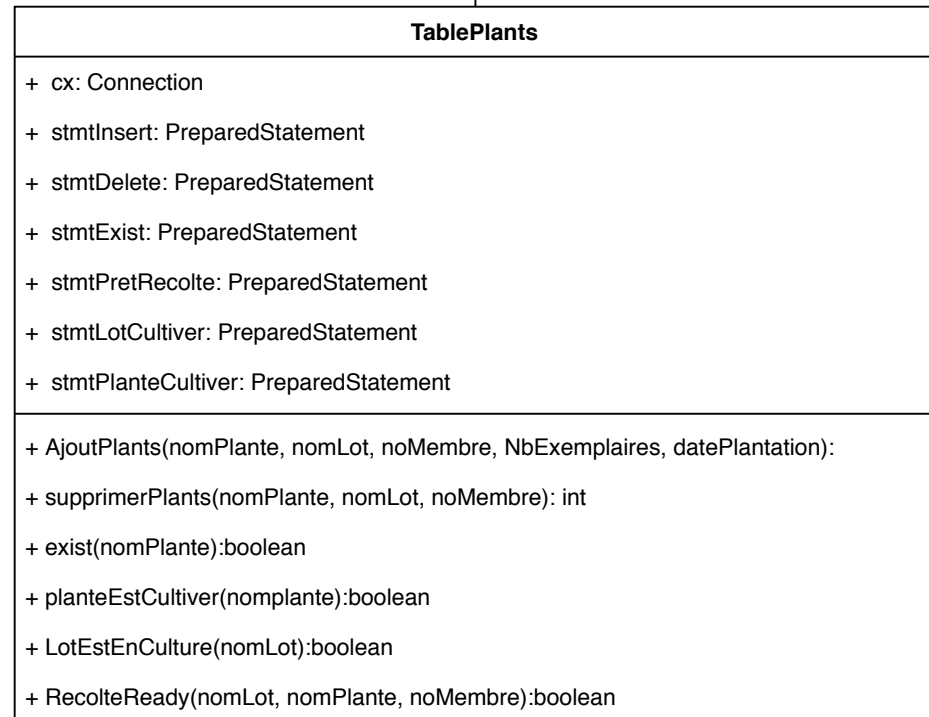 TablePlants
+ cx: Connection
+ stmtInsert: PreparedStatement
+ stmtDelete: PreparedStatement
+ stmtExist: PreparedStatement
+ stmtPretRecolte: PreparedStatement
+ stmtLotCultiver: PreparedStatement
+ stmtPlanteCultiver: PreparedStatement
+ AjoutPlants(nomPlante, nomLot, noMembre, NbExemplaires, datePlantation):
+ supprimerPlants(nomPlante, nomLot, noMembre): int
+ exist(nomPlante):boolean
+ planteEstCultiver(nomplante):boolean
+ LotEstEnCulture(nomLot):boolean
+ RecolteReady(nomLot, nomPlante, noMembre):boolean